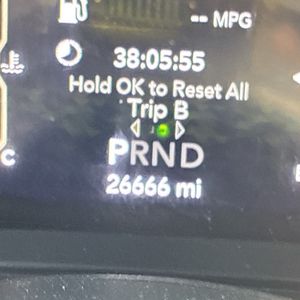 -- MPG
38:05:55
Hold OK to Reset All
Trip B
PRND
C
26666 mi